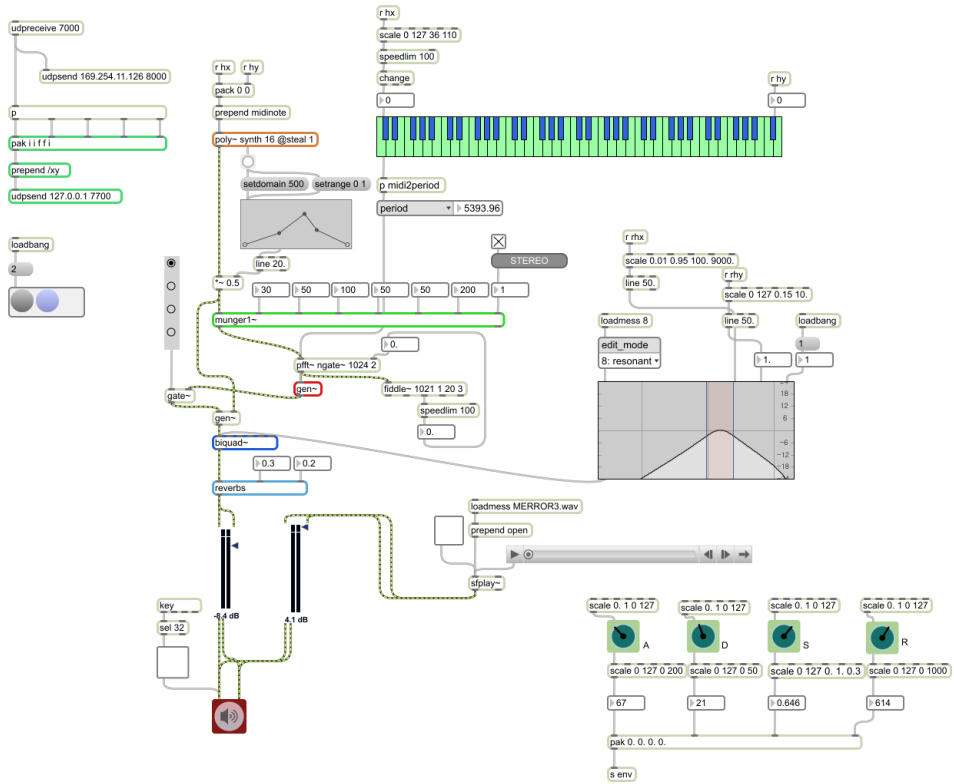 udpreceive 7000
udpsend 169.254.11.126 8000
p
pak i i f f i
prepend /xy
udpsend 127.0.0.1 7700
loadbang
2
r hx
r hy
pack 0 0
prepend midinote
poly~ synth 16 @steal 1
setdomain 500
setrange 0 1
line 20.
*~ 0.5
r hx
scale 0 127 36 110
speedlim 100
change
0
r hy
0
p midi2period
period
5393.96
STEREO
30
50
100
50
50
200
1
munger1~
0.
pfft~ ngate~ 1024 2
gen~
fiddle~ 1021 1 20 3
speedlim 100
0.
gate~
gen~
biquad~
0.3
0.2
reverbs
r rhx
scale 0.01 0.95 100. 9000.
line 50.
r rhy
scale 0 127 0.15 10.
loadmess 8
line 50.
loadbang
edit_mode
8: resonant
1
1.
1
24
-6
-12
-18
-24
loadmess MERROR3.wav
prepend open
sfplay~
-8.4 dB
4.1 dB
key
sel 32
scale 0. 1 0 127
scale 0. 1 0 127
scale 0. 1 0 127
scale 0. 1 0 127
A
D
S
R
scale 0 127 0 200
scale 0 127 0 50
scale 0 127 0. 1. 0.3
scale 0 127 0 1000
67
21
0.646
614
pak 0. 0. 0. 0.
s env